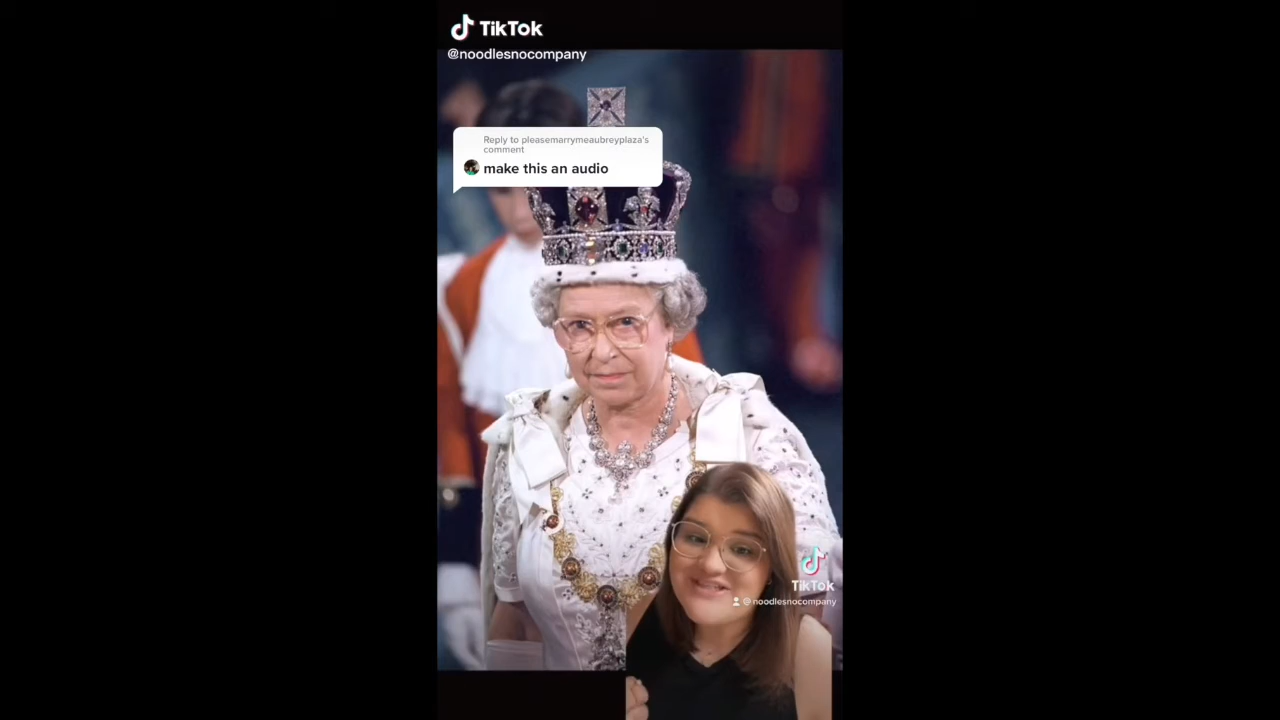 TikTok
@noodlesnocompany
Reply to pleasemarrymeaubreyplaza's
comment
make this an audio
TikTok
@noodlesnocompany